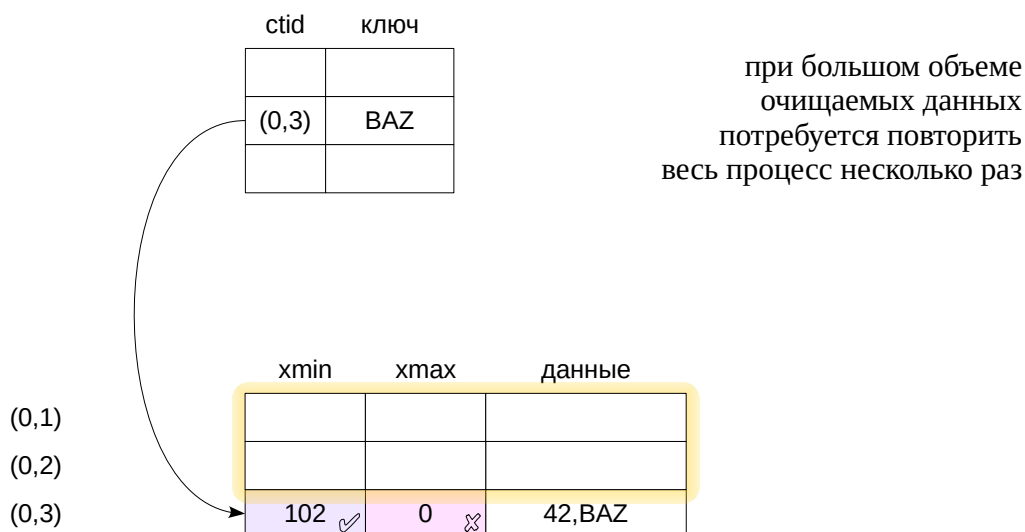 ctid ключ
(0,3) BAZ
при большом объеме
очищаемых данных
потребуется повторить
весь процесс несколько раз
xmin xmax данные
(0,1)
(0,2)
(0,3) 102 0 42,BAZ